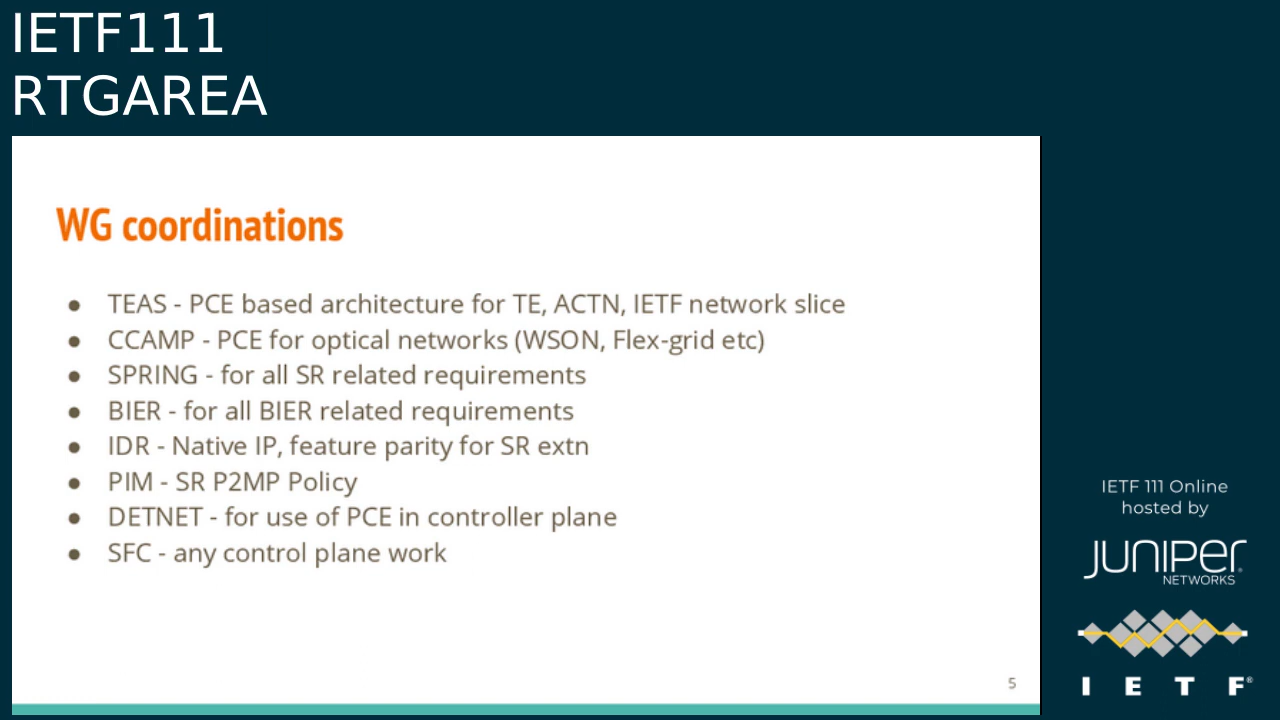 IETF111
RTGAREA
WG coordinations
● TEAS - PCE based architecture for TE, ACTN, IETF network slice
● CCAMP - PCE for optical networks (WSON, Flex-grid etc)
● SPRING - for all SR related requirements
● BIER - for all BIER related requirements
● IDR - Native IP, feature parity for SR extn
● PIM - SR P2MP Policy
● DETNET - for use of PCE in controller plane
● SFC - any control plane work
5
IETF 111 Online
hosted by
JUNIPEr
NETWORKS
I E T F®